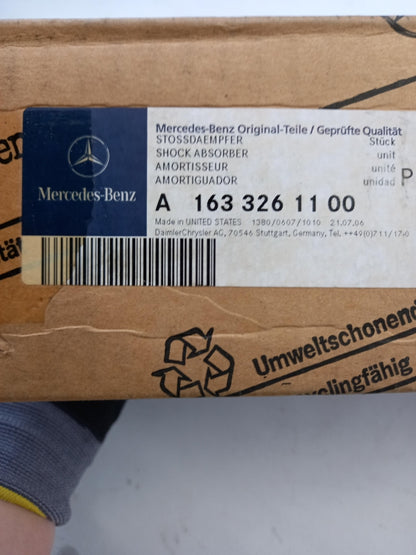 Mercedes-Benz Original-Teile / Geprüfte Qualität
STOSSDAEMPFER Stück
SHOCK ABSORBER unit
AMORTISSEUR unité
AMORTIGUADOR unidad
P
Mercedes-Benz
A 163 326 11 00
Made in UNITED STATES 1380/0607/1010 21.07.06
DaimlerChrysler AG, 70546 Stuttgart, Germany, Tel. ++49(0)711/17-0
Umweltschonend